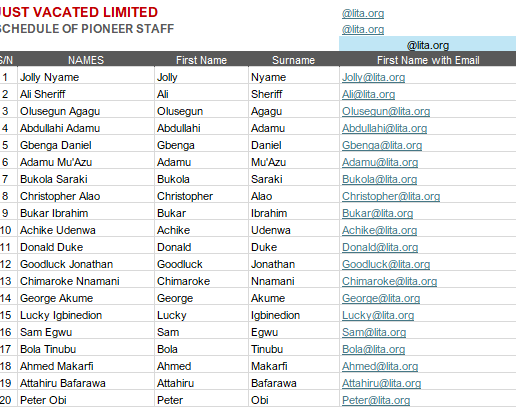 JUST VACATED LIMITED @lita.org
SCHEDULE OF PIONEER STAFF @lita.org
@lita.org
S/N NAMES First Name Surname First Name with Email
1 Jolly Nyame Jolly Nyame Jolly@lita.org
2 Ali Sheriff Ali Sheriff Ali@lita.org
3 Olusegun Agagu Olusegun Agagu Olusegun@lita.org
4 Abdullahi Adamu Abdullahi Adamu Abdullahi@lita.org
5 Gbenga Daniel Gbenga Daniel Gbenga@lita.org
6 Adamu Mu'Azu Adamu Mu'Azu Adamu@lita.org
7 Bukola Saraki Bukola Saraki Bukola@lita.org
8 Christopher Alao Christopher Alao Christopher@lita.org
9 Bukar Ibrahim Bukar Ibrahim Bukar@lita.org
10 Achike Udenwa Achike Udenwa Achike@lita.org
11 Donald Duke Donald Duke Donald@lita.org
12 Goodluck Jonathan Goodluck Jonathan Goodluck@lita.org
13 Chimaroke Nnamani Chimaroke Nnamani Chimaroke@lita.org
14 George Akume George Akume George@lita.org
15 Lucky Igbinedion Lucky Igbinedion Lucky@lita.org
16 Sam Egwu Sam Egwu Sam@lita.org
17 Bola Tinubu Bola Tinubu Bola@lita.org
18 Ahmed Makarfi Ahmed Makarfi Ahmed@lita.org
19 Attahiru Bafarawa Attahiru Bafarawa Attahiru@lita.org
20 Peter Obi Peter Obi Peter@lita.org